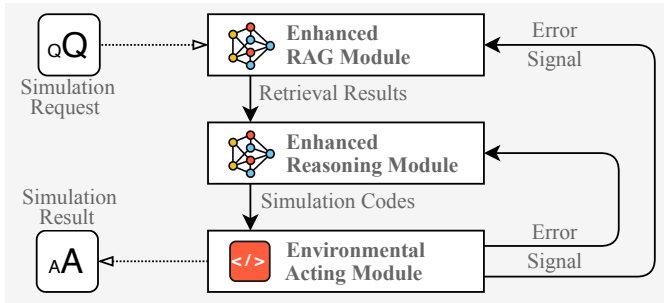 QQ
Simulation
Request
Enhanced
RAG Module
Error
Signal
Retrieval Results
Enhanced
Reasoning Module
Simulation
Result
Simulation Codes
AA
</>
Environmental
Acting Module
Error
Signal